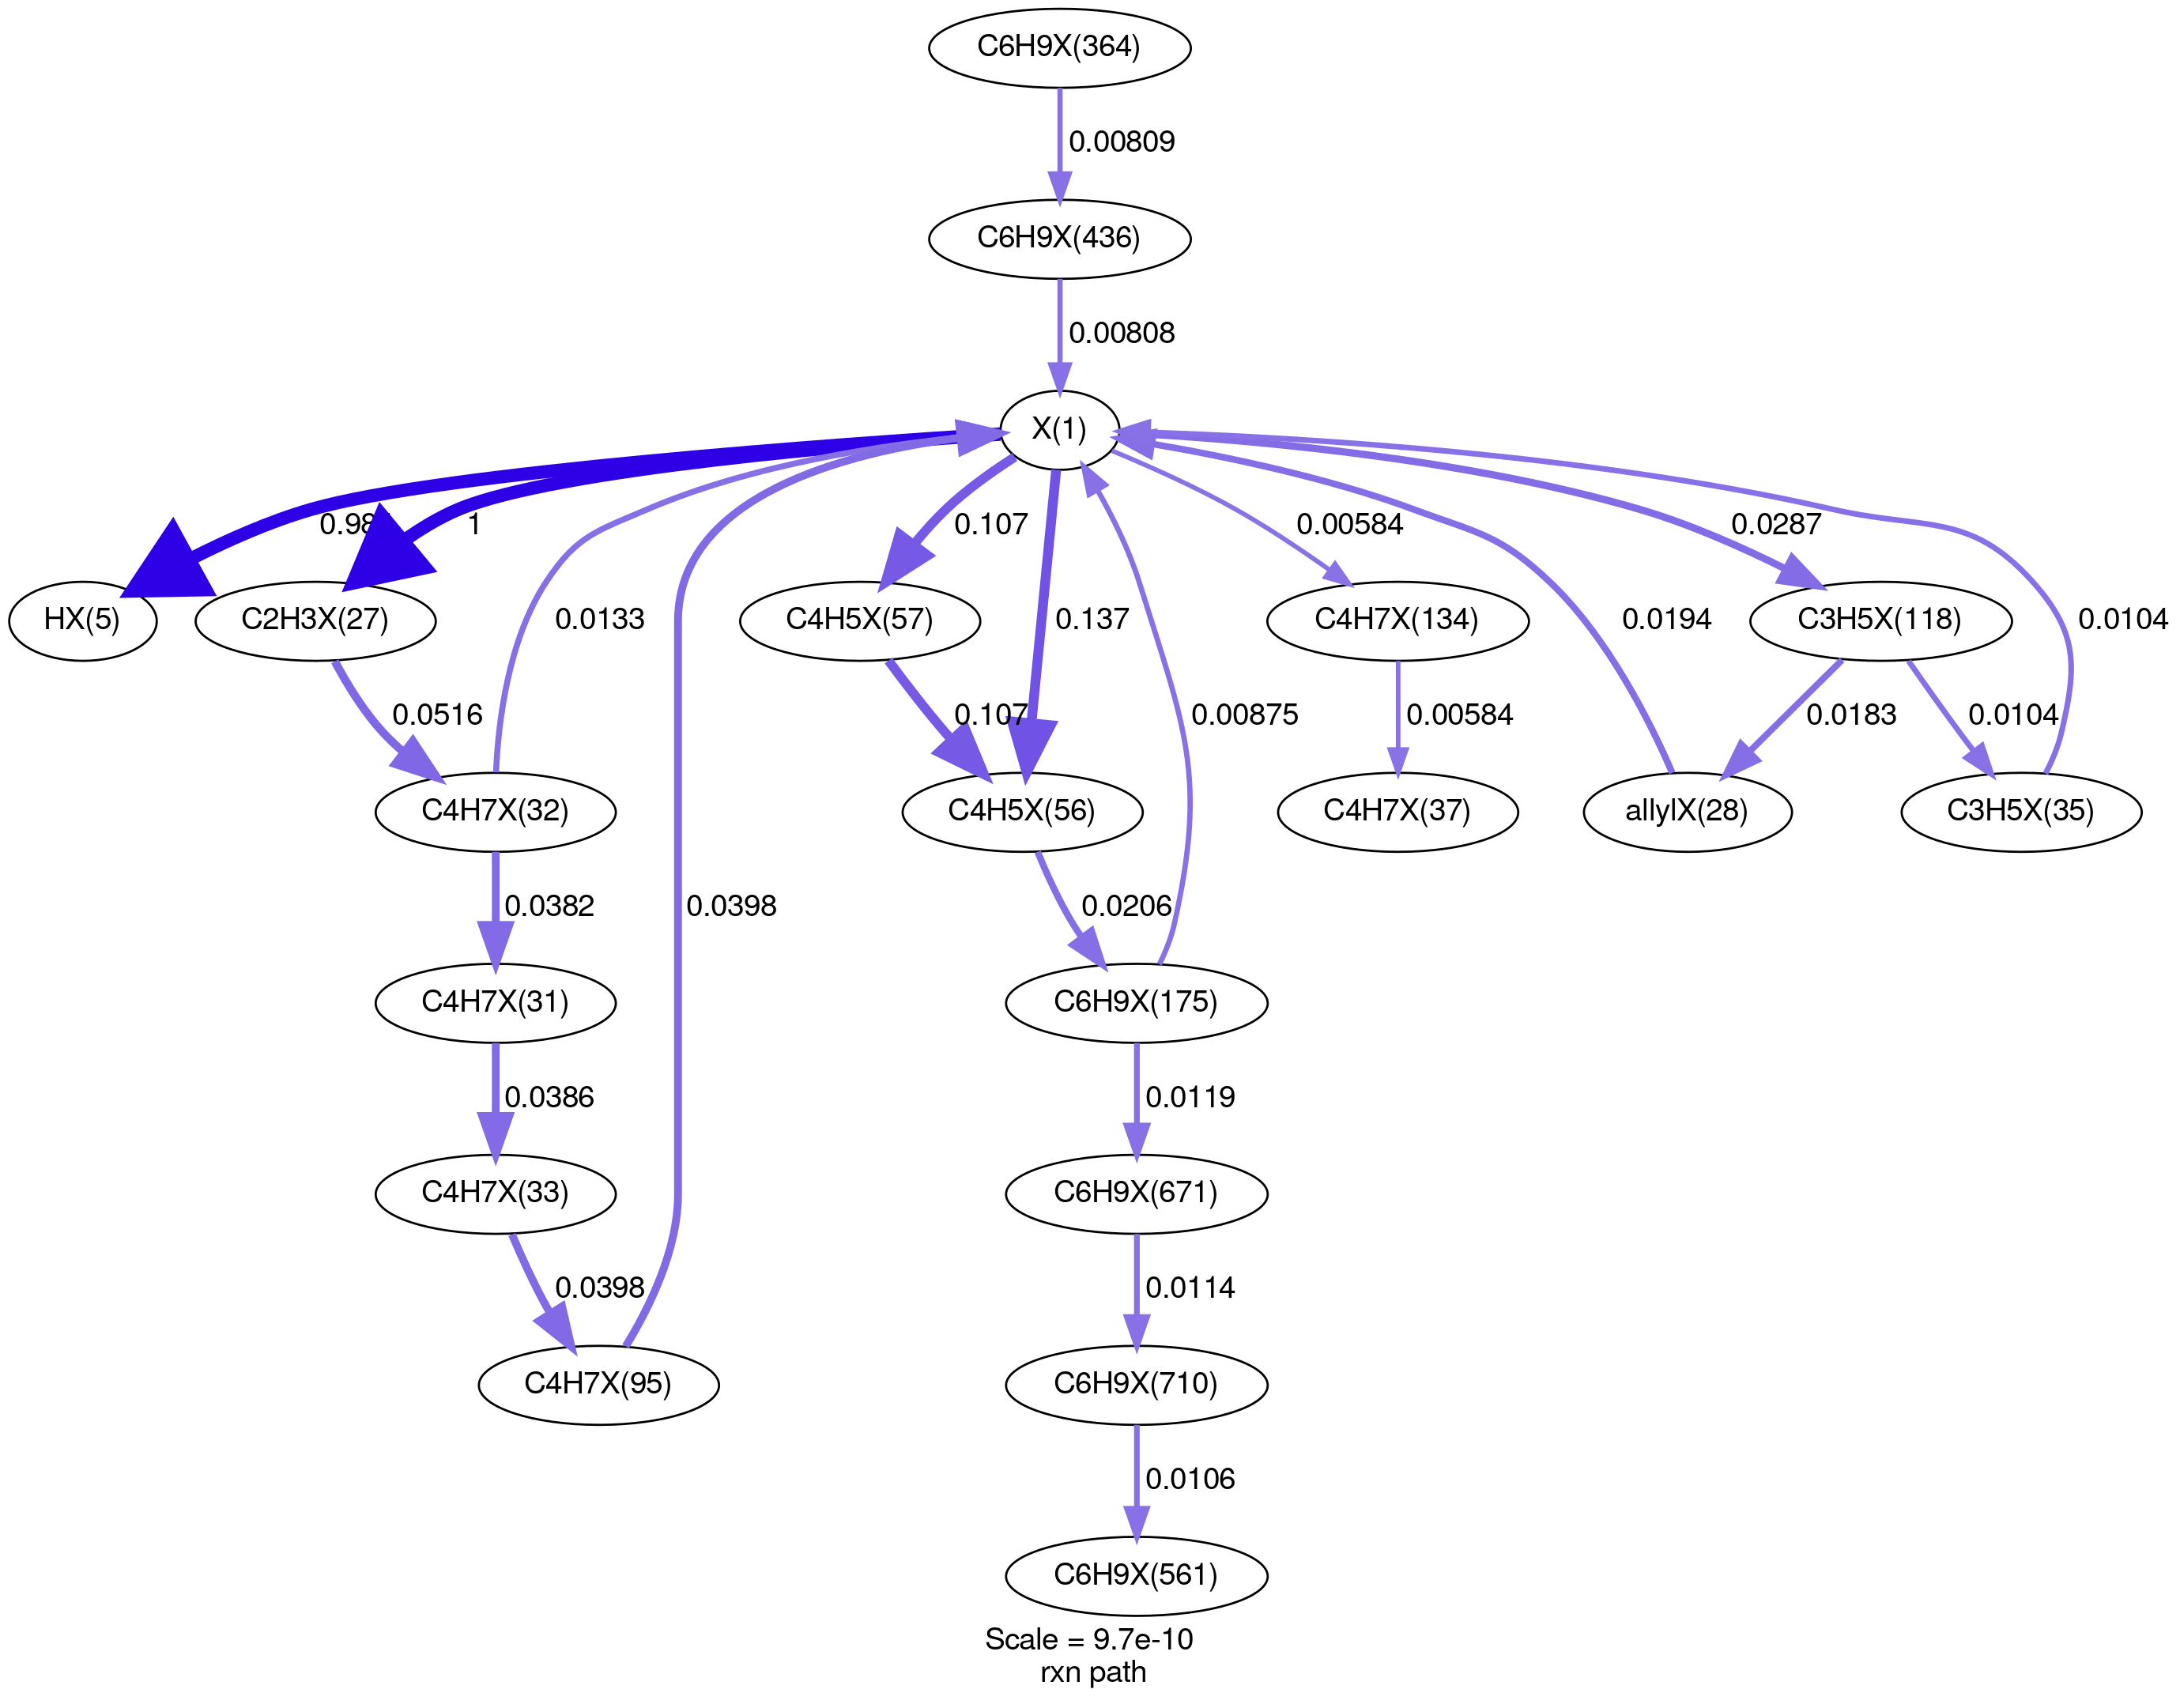 C6H9X(364)
0.00809
C6H9X(436)
0.00808
X(1)
1
0.107
0.00584
0.0287
HX(5)
C2H3X(27)
0.0133
C4H5X(57)
0.137
C4H7X(134)
0.0194
C3H5X(118)
0.0104
0.0516
0.107
0.00875
0.00584
0.0183
0.0104
C4H7X(32)
C4H5X(56)
C4H7X(37)
allylX(28)
C3H5X(35)
0.0382
0.0398
0.0206
C4H7X(31)
C6H9X(175)
0.0386
0.0119
C4H7X(33)
C6H9X(671)
0.0398
0.0114
C4H7X(95)
C6H9X(710)
0.0106
C6H9X(561)
Scale = 9.7e-10
rxn path